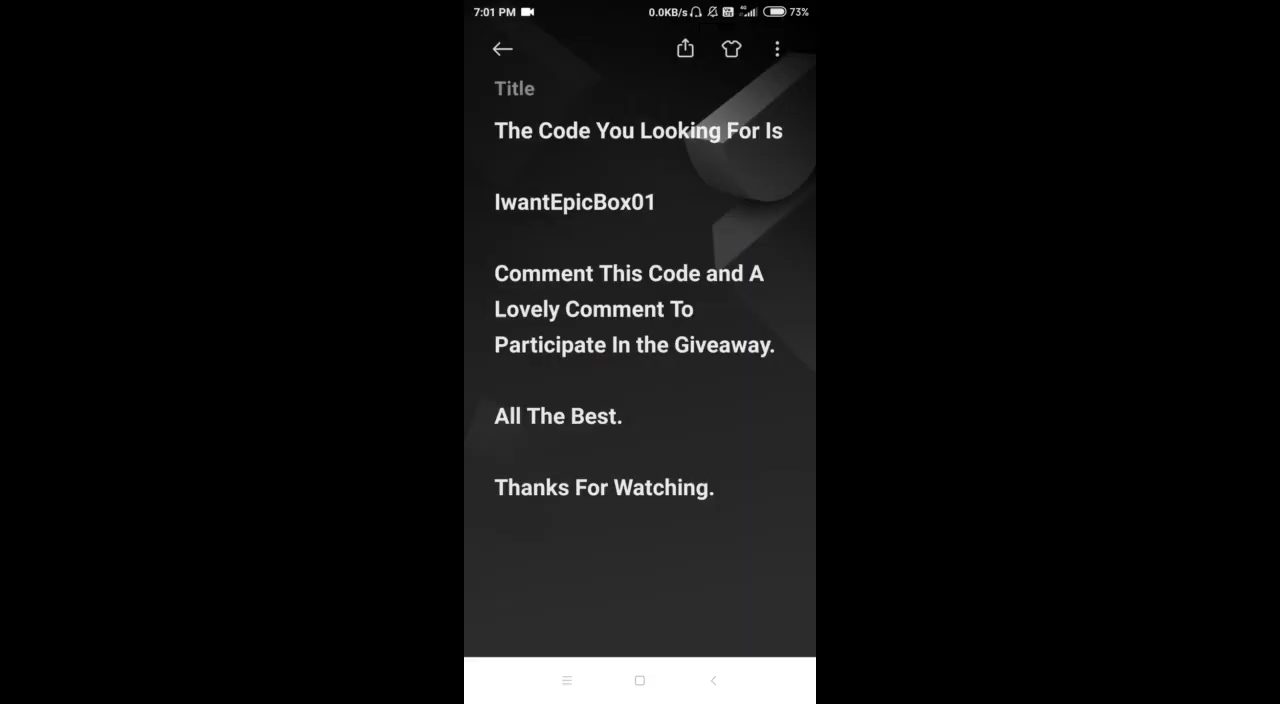 7:01 PM 0.0KB/s 4G 73%
Title
The Code You Looking For Is
IwantEpicBox01
Comment This Code and A
Lovely Comment To
Participate In the Giveaway.
All The Best.
Thanks For Watching.